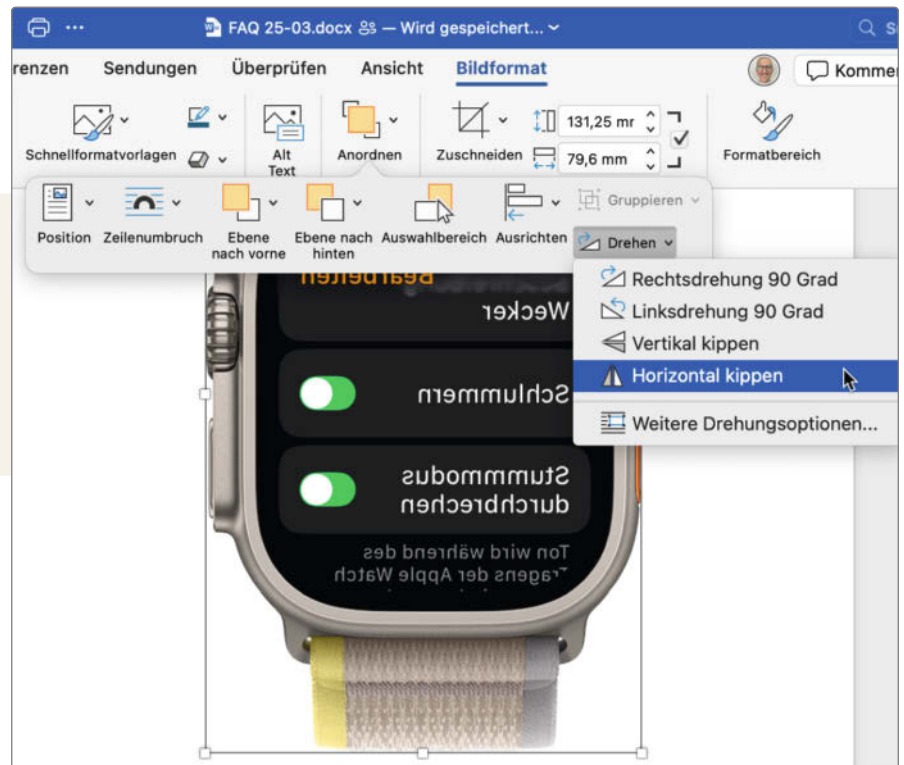 FAQ 25-03.docx — Wird gespeichert...
renzen Sendungen Überprüfen Ansicht Bildformat Kommer
131,25 mr
79,6 mm
Schnellformatvorlagen Alt Text Anordnen Zuschneiden Formatbereich
Gruppieren
Position Zeilenumbruch Ebene nach vorne Ebene nach hinten Auswahlbereich Ausrichten Drehen
Rechtsdrehung 90 Grad
Linksdrehung 90 Grad
Vertikal kippen
Horizontal kippen
Weitere Drehungsoptionen...
Bearbeiten
Wecker
Schlummern
Stummmodus
durchbrechen
Ton wird während des
Tragens der Apple Watch